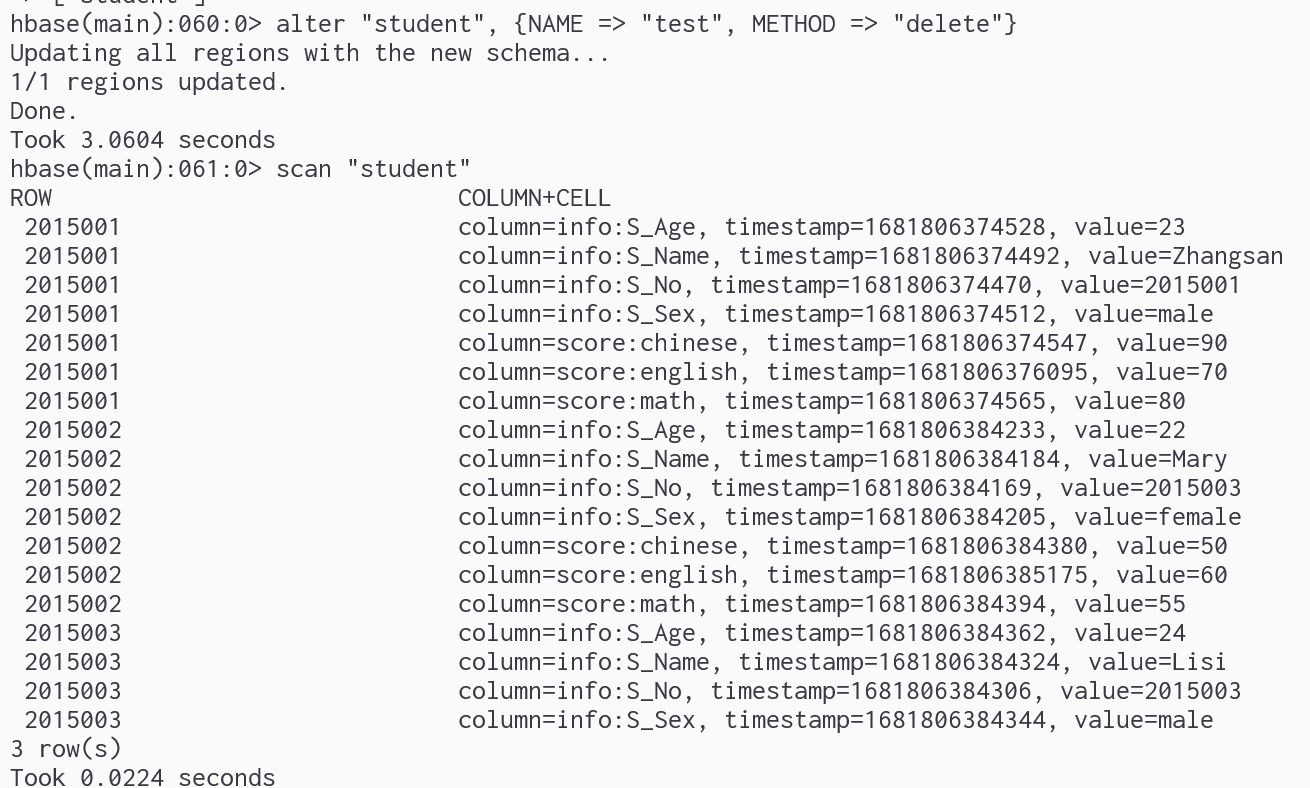 ["student"]
hbase(main):060:0> alter "student", {NAME => "test", METHOD => "delete"}
Updating all regions with the new schema...
1/1 regions updated.
Done.
Took 3.0604 seconds
hbase(main):061:0> scan "student"
ROW COLUMN+CELL
2015001 column=info:S_Age, timestamp=1681806374528, value=23
2015001 column=info:S_Name, timestamp=1681806374492, value=Zhangsan
2015001 column=info:S_No, timestamp=1681806374470, value=2015001
2015001 column=info:S_Sex, timestamp=1681806374512, value=male
2015001 column=score:chinese, timestamp=1681806374547, value=90
2015001 column=score:english, timestamp=1681806376095, value=70
2015001 column=score:math, timestamp=1681806374565, value=80
2015002 column=info:S_Age, timestamp=1681806384233, value=22
2015002 column=info:S_Name, timestamp=1681806384184, value=Mary
2015002 column=info:S_No, timestamp=1681806384169, value=2015003
2015002 column=info:S_Sex, timestamp=1681806384205, value=female
2015002 column=score:chinese, timestamp=1681806384380, value=50
2015002 column=score:english, timestamp=1681806385175, value=60
2015002 column=score:math, timestamp=1681806384394, value=55
2015003 column=info:S_Age, timestamp=1681806384362, value=24
2015003 column=info:S_Name, timestamp=1681806384324, value=Lisi
2015003 column=info:S_No, timestamp=1681806384306, value=2015003
2015003 column=info:S_Sex, timestamp=1681806384344, value=male
3 row(s)
Took 0.0224 seconds